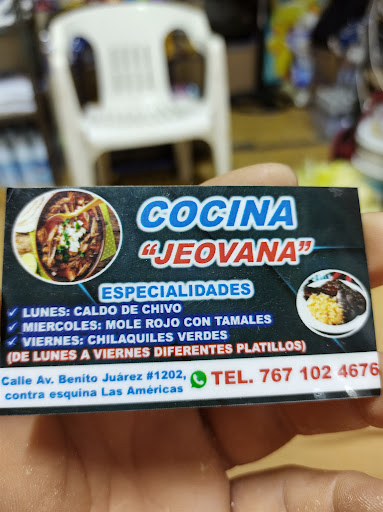 COCINA
"JEOVANA"
ESPECIALIDADES
LUNES: CALDO DE CHIVO
MIERCOLES: MOLE ROJO CON TAMALES
VIERNES: CHILAQUILES VERDES
(DE LUNES A VIERNES DIFERENTES PLATILLOS)
Calle Av. Benito Juárez #1202,
contra esquina Las Américas
TEL. 767 102 4676